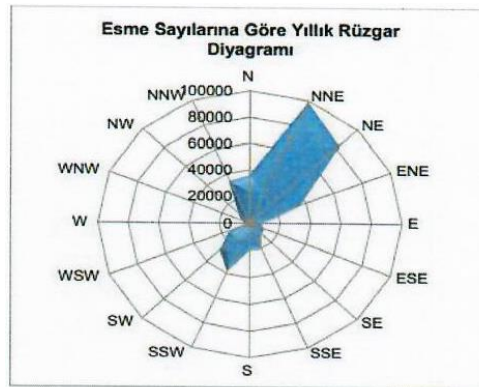 Esme Sayılarına Göre Yıllık Rüzgar
Diyagramı
N
NNW
100000
NNE
NW
80000
NE
60000
WNW
40000
ENE
20000
W
0
E
WSW
ESE
SW
SE
SSW
SSE
S